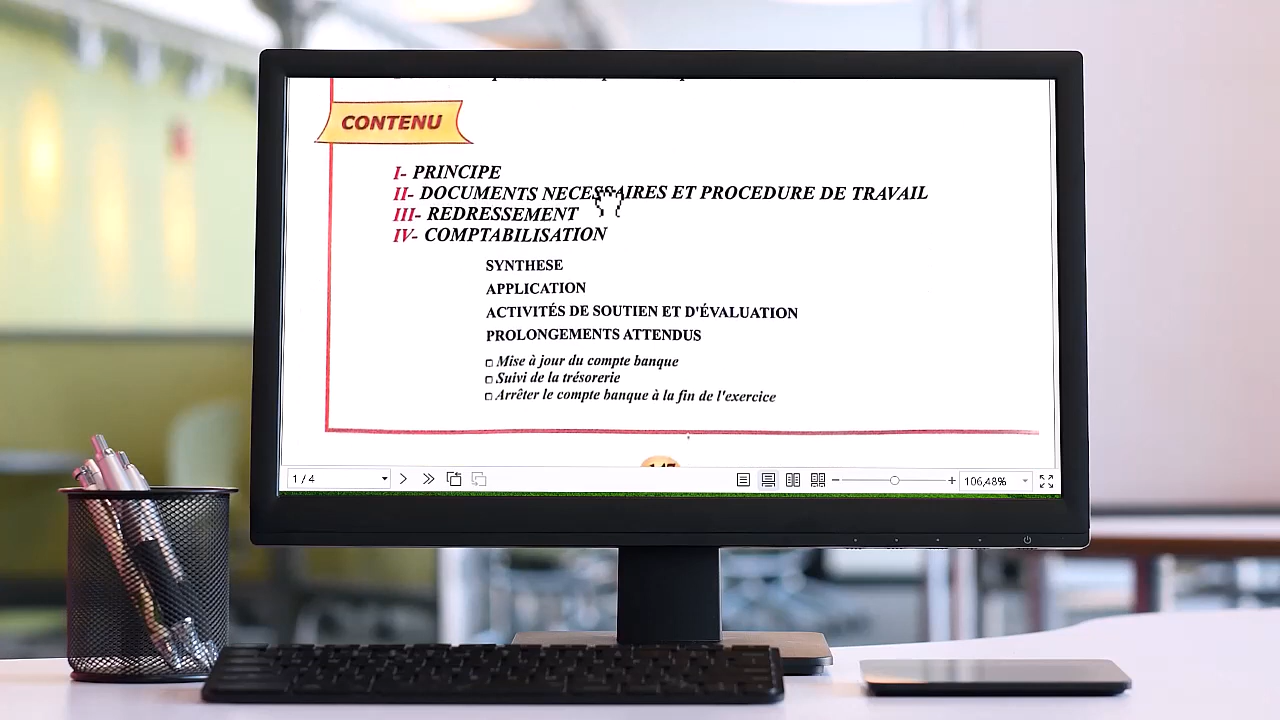 CONTENU
I- PRINCIPE
II- DOCUMENTS NECESSAIRES ET PROCEDURE DE TRAVAIL
III- REDRESSEMENT
IV- COMPTABILISATION
SYNTHESE
APPLICATION
ACTIVITÉS DE SOUTIEN ET D'ÉVALUATION
PROLONGEMENTS ATTENDUS
Mise à jour du compte banque
Suivi de la trésorerie
Arrêter le compte banque à la fin de l'exercice
1 / 4
106,48%